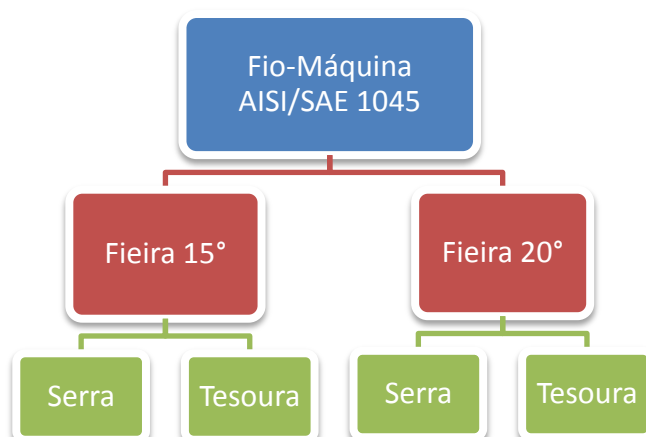 Fio-Máquina
AISI/SAE 1045
Fieira 15°
Fieira 20°
Serra
Tesoura
Serra
Tesoura